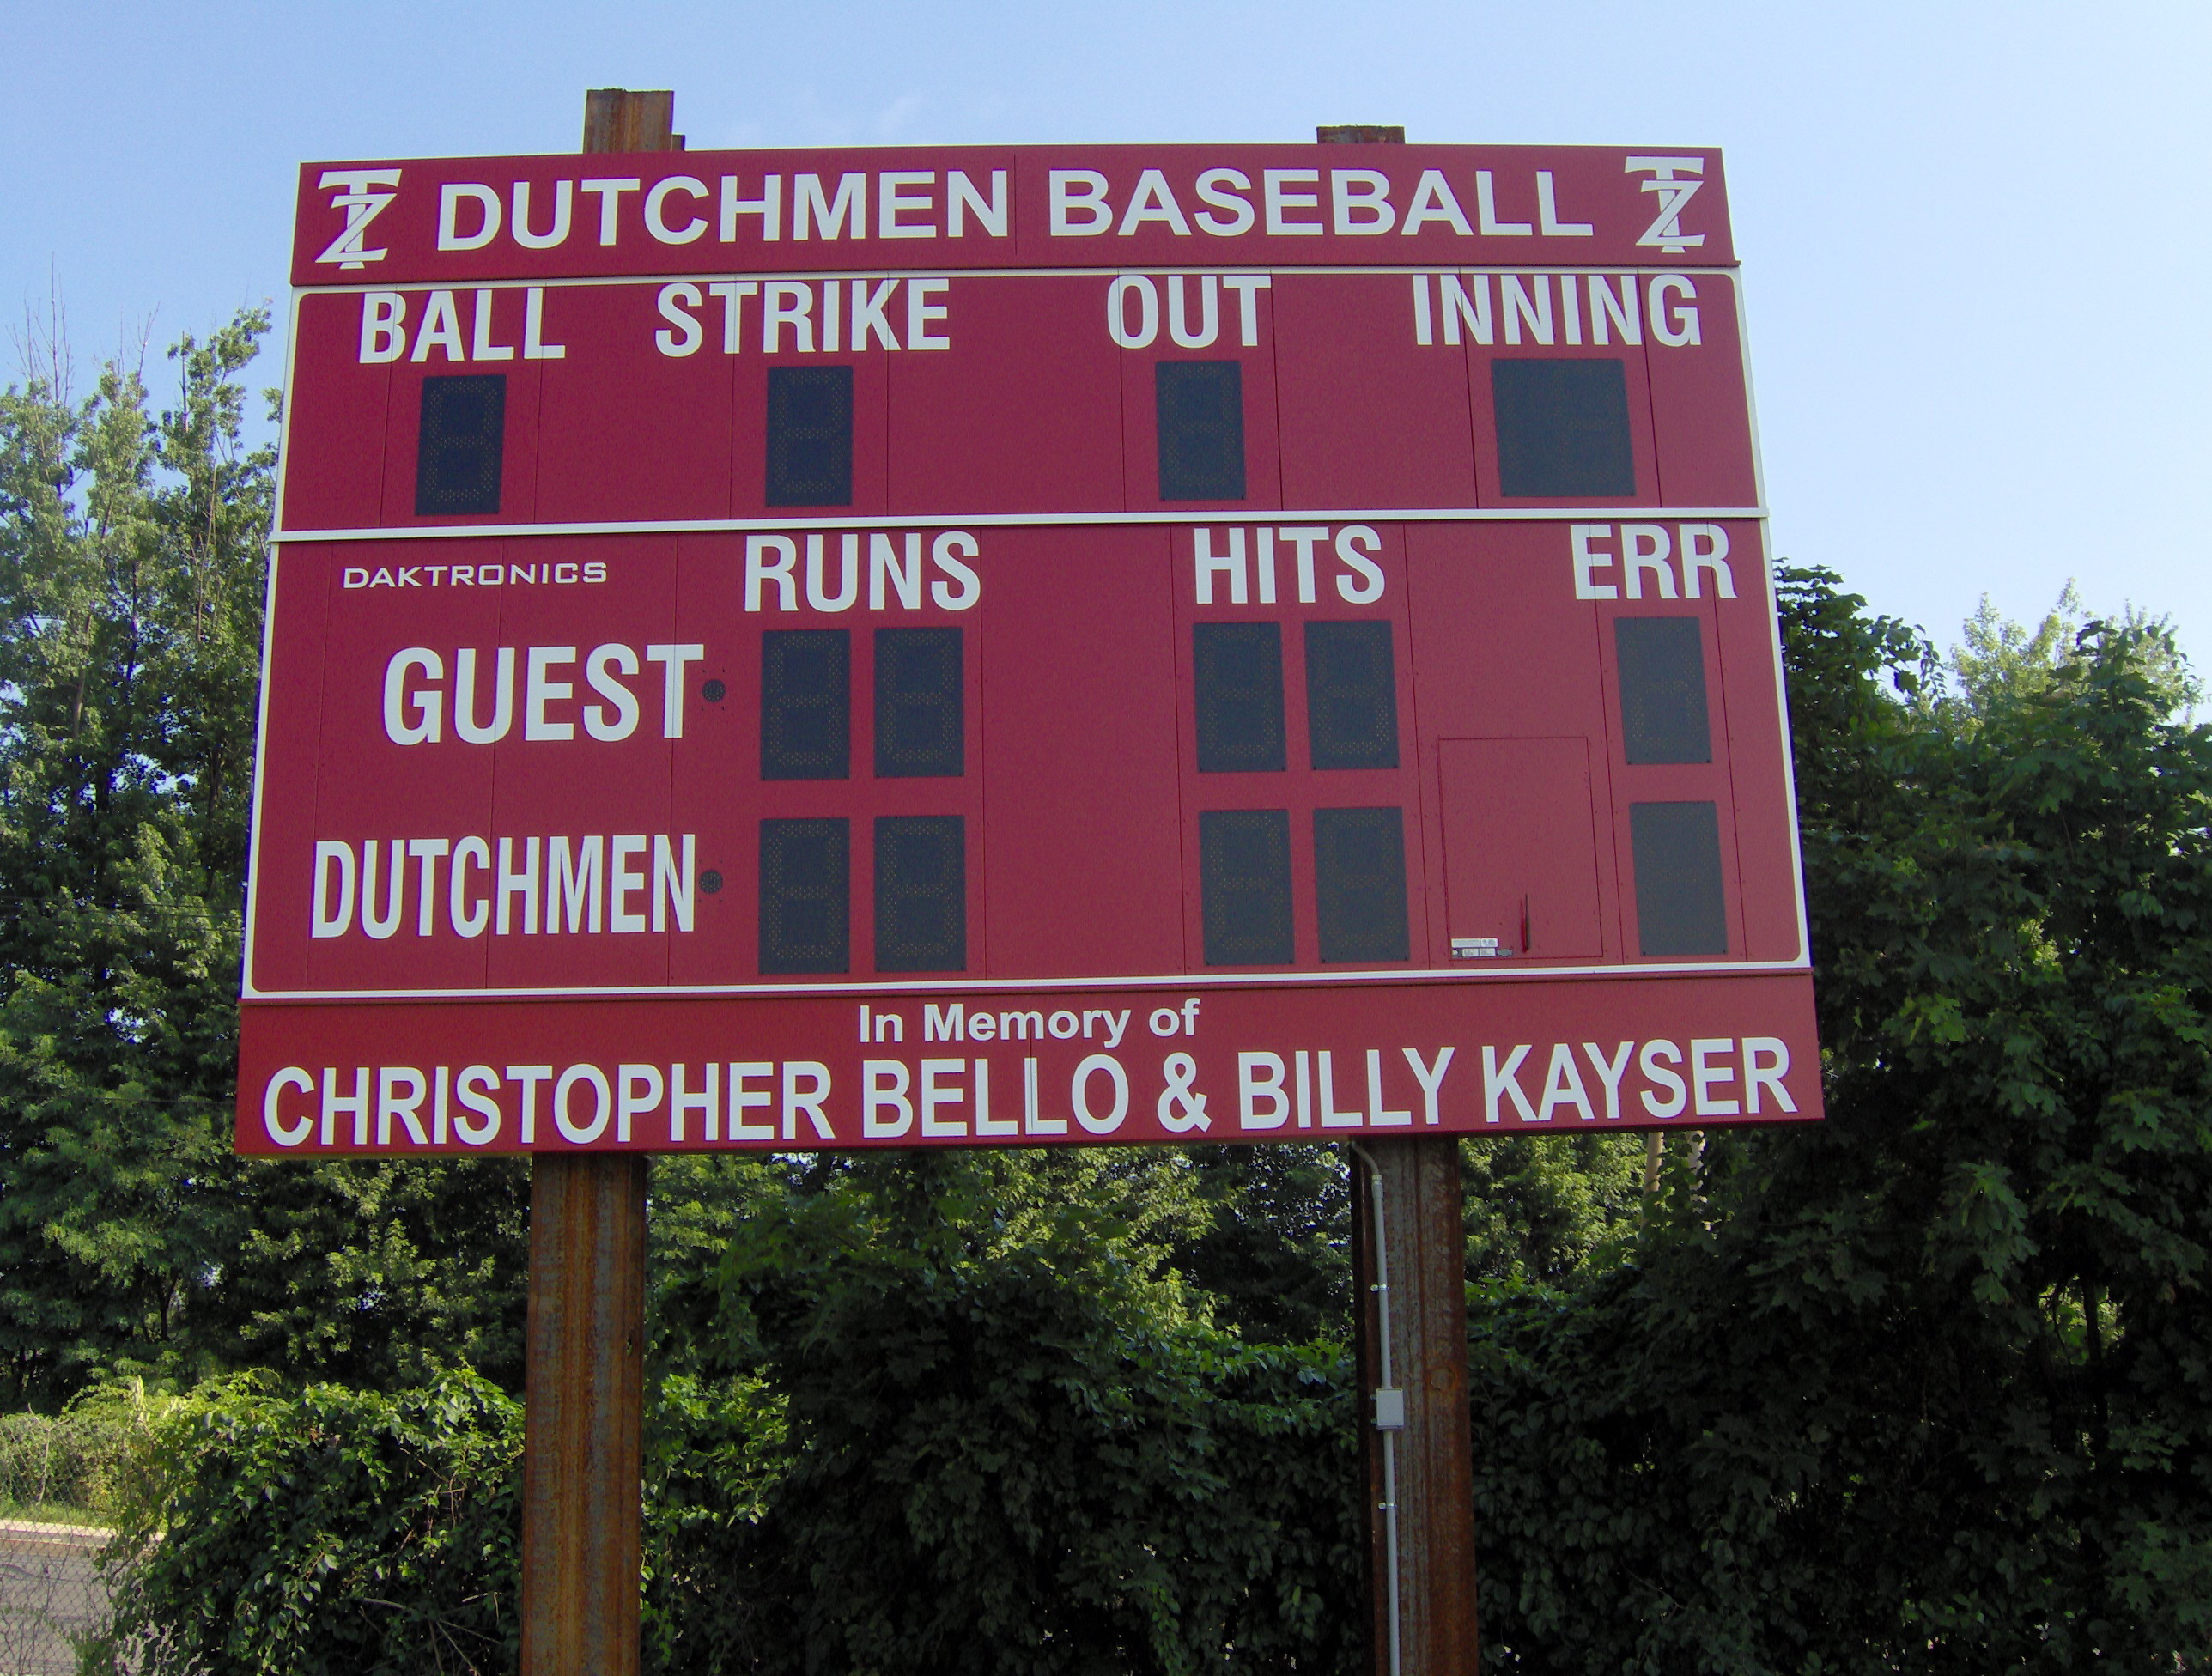 TZ DUTCHMEN BASEBALL TZ
BALL STRIKE OUT INNING
DAKTRONICS RUNS HITS ERR
GUEST
DUTCHMEN
In Memory of
CHRISTOPHER BELLO & BILLY KAYSER